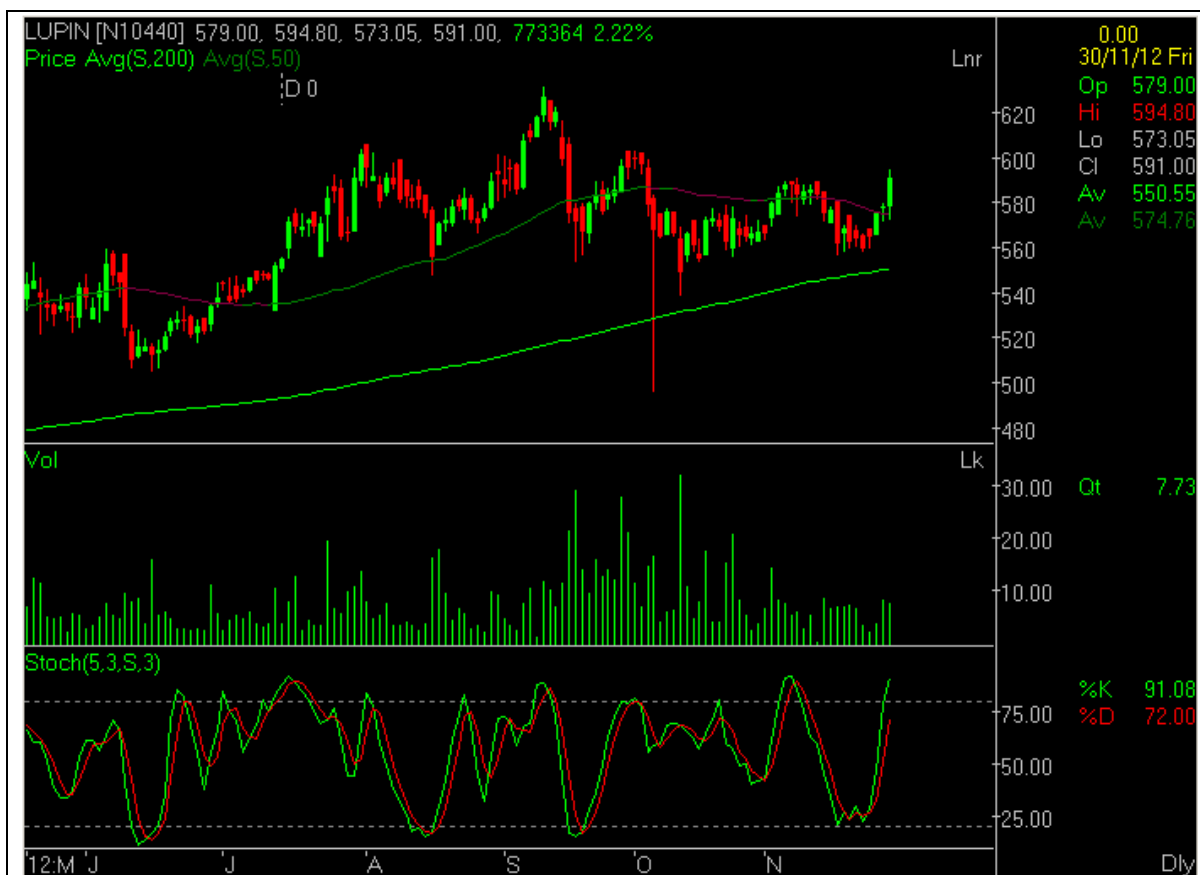 LUPIN [N10440] 579.00, 594.80, 573.05, 591.00, 773364 2.22%
Price Avg(S,200) Avg(S,50)
Lnr
D 0
620
600
580
560
540
520
500
480
0.00
30/11/12 Fri
Op 579.00
Hi 594.80
Lo 573.05
Cl 591.00
Av 550.55
Av 574.76
Vol
Lk
30.00
20.00
10.00
Qt 7.73
Stoch(5,3,S,3)
75.00
50.00
25.00
%K 91.08
%D 72.00
'12:M 'J 'J 'A 'S 'O 'N
Dly